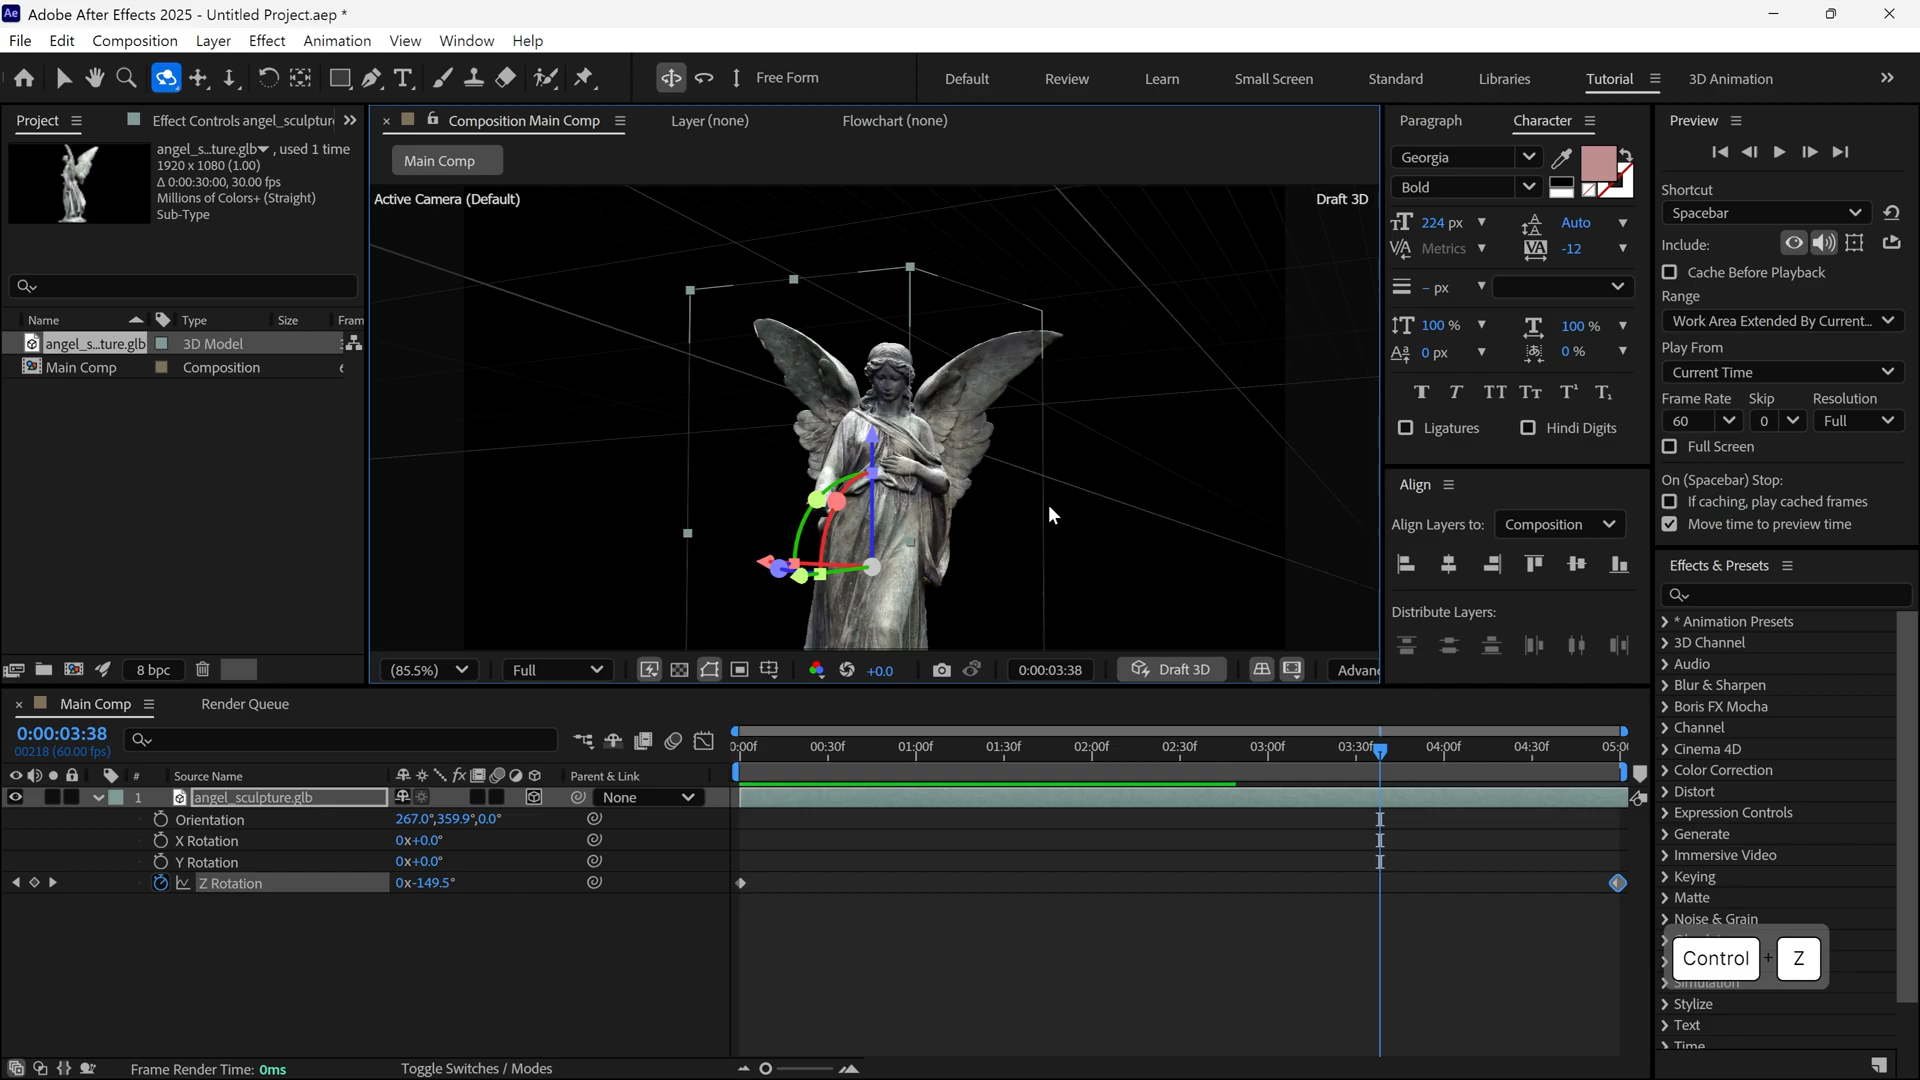 Ae Adobe After Effects 2025 - Untitled Project.aep *
File Edit Composition Layer Effect Animation View Window Help
Free Form
Default Review Learn Small Screen Standard Libraries Tutorial 3D Animation
Project
Effect Controls angel_sculptur
Composition Main Comp
Layer (none)
Flowchart (none)
angel_s...ture.glb , used 1 time
1920 x 1080 (1.00)
Δ 0:00:30:00, 30.00 fps
Millions of Colors+ (Straight)
Sub-Type
Name Type Size Fram
angel_s...ture.glb 3D Model
Main Comp Composition
8 bpc
Main Comp
Active Camera (Default)
Draft 3D
(85.5%) Full +0.0 0:00:03:38 Draft 3D Advan
Paragraph Character
Georgia
Bold
224 px Auto
Metrics -12
- px
100 % 100 %
0 px 0 %
Ligatures Hindi Digits
Align
Align Layers to: Composition
Distribute Layers:
Preview
Shortcut
Spacebar
Include:
Cache Before Playback
Range
Work Area Extended By Current...
Play From
Current Time
Frame Rate Skip Resolution
60 0 Full
Full Screen
On (Spacebar) Stop:
If caching, play cached frames
Move time to preview time
Effects & Presets
* Animation Presets
3D Channel
Audio
Blur & Sharpen
Boris FX Mocha
Channel
Cinema 4D
Color Correction
Distort
Expression Controls
Generate
Immersive Video
Keying
Matte
Noise & Grain
Simulation
Stylize
Text
Time
Control + Z
Main Comp
Render Queue
0:00:03:38
00218 (60.00 fps)
0:00f 00:30f 01:00f 01:30f 02:00f 02:30f 03:00f 03:30f 04:00f 04:30f 05:00
# Source Name fx Parent & Link
1 angel_sculpture.glb None
Orientation 267.0°,359.9°,0.0°
X Rotation 0x+0.0°
Y Rotation 0x+0.0°
Z Rotation 0x-149.5°
Frame Render Time: 0ms
Toggle Switches / Modes